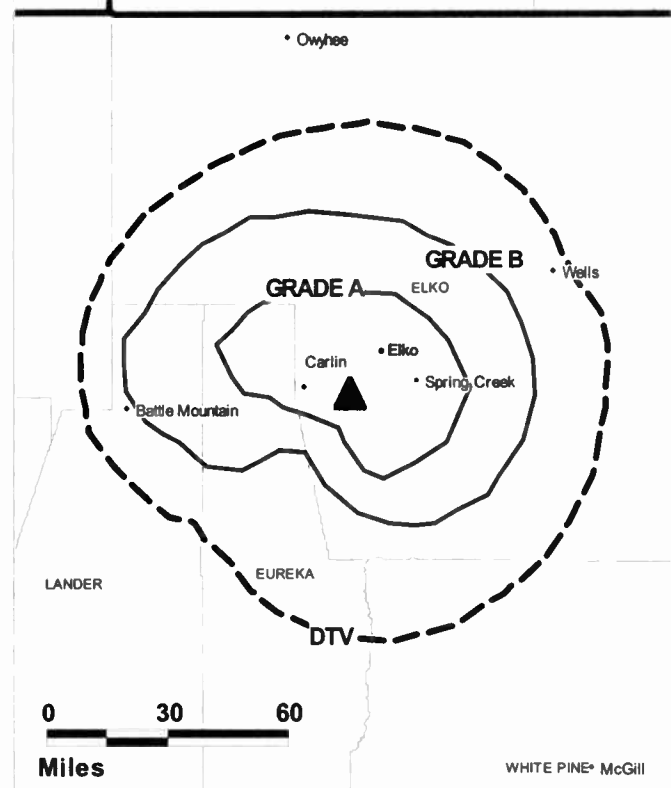 Owyhee
GRADE B
Wells
GRADE A
ELKO
Elko
Carlin
Spring Creek
Battle Mountain
EUREKA
LANDER
DTV
0 30 60
Miles
WHITE PINE McGill